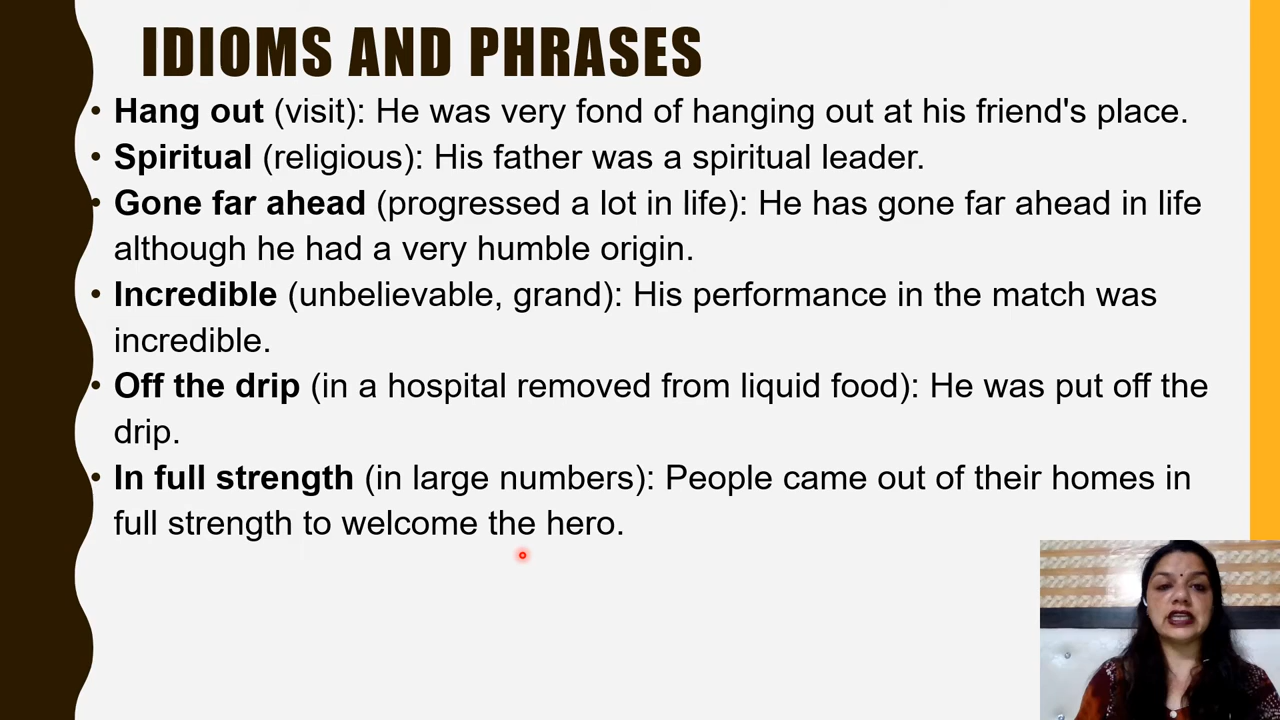 IDIOMS AND PHRASES
• Hang out (visit): He was very fond of hanging out at his friend's place.
• Spiritual (religious): His father was a spiritual leader.
• Gone far ahead (progressed a lot in life): He has gone far ahead in life
although he had a very humble origin.
• Incredible (unbelievable, grand): His performance in the match was
incredible.
• Off the drip (in a hospital removed from liquid food): He was put off the
drip.
• In full strength (in large numbers): People came out of their homes in
full strength to welcome the hero.